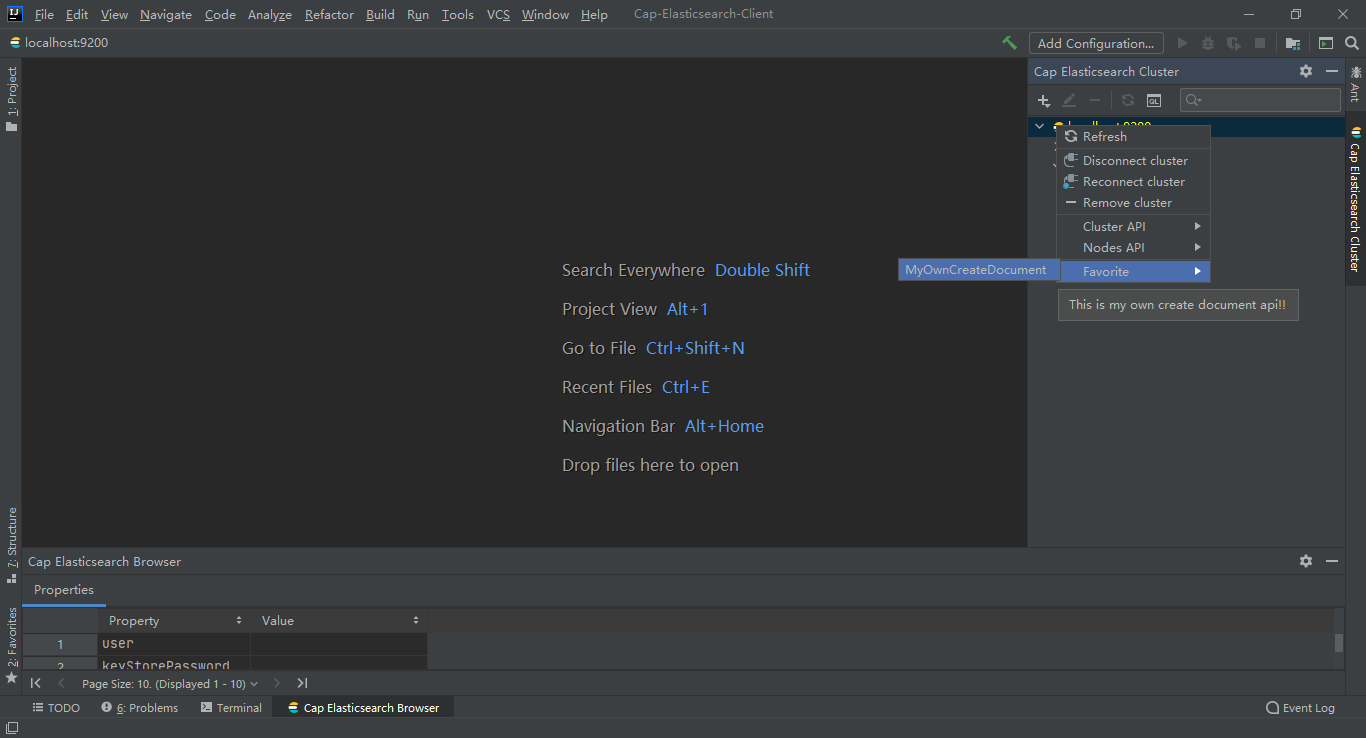 File Edit View Navigate Code Analyze Refactor Build Run Tools VCS Window Help Cap-Elasticsearch-Client
localhost:9200
Add Configuration...
1: Project
Cap Elasticsearch Cluster
Ant
Cap Elasticsearch Cluster
Refresh
Disconnect cluster
Reconnect cluster
Remove cluster
Cluster API
Nodes API
Favorite
MyOwnCreateDocument
This is my own create document api!!
Search Everywhere Double Shift
Project View Alt+1
Go to File Ctrl+Shift+N
Recent Files Ctrl+E
Navigation Bar Alt+Home
Drop files here to open
7: Structure
2: Favorites
Cap Elasticsearch Browser
Properties
Property Value
1 user
2 keyStorePassword
Page Size: 10. (Displayed 1 - 10)
TODO 6: Problems Terminal Cap Elasticsearch Browser Event Log